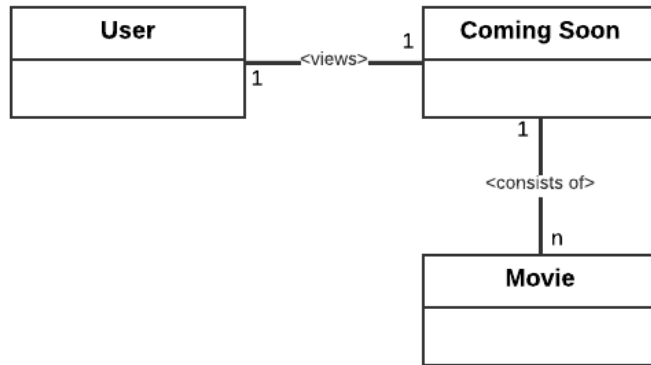 User
Coming Soon
1
<views>
1
1
<consists of>
n
Movie